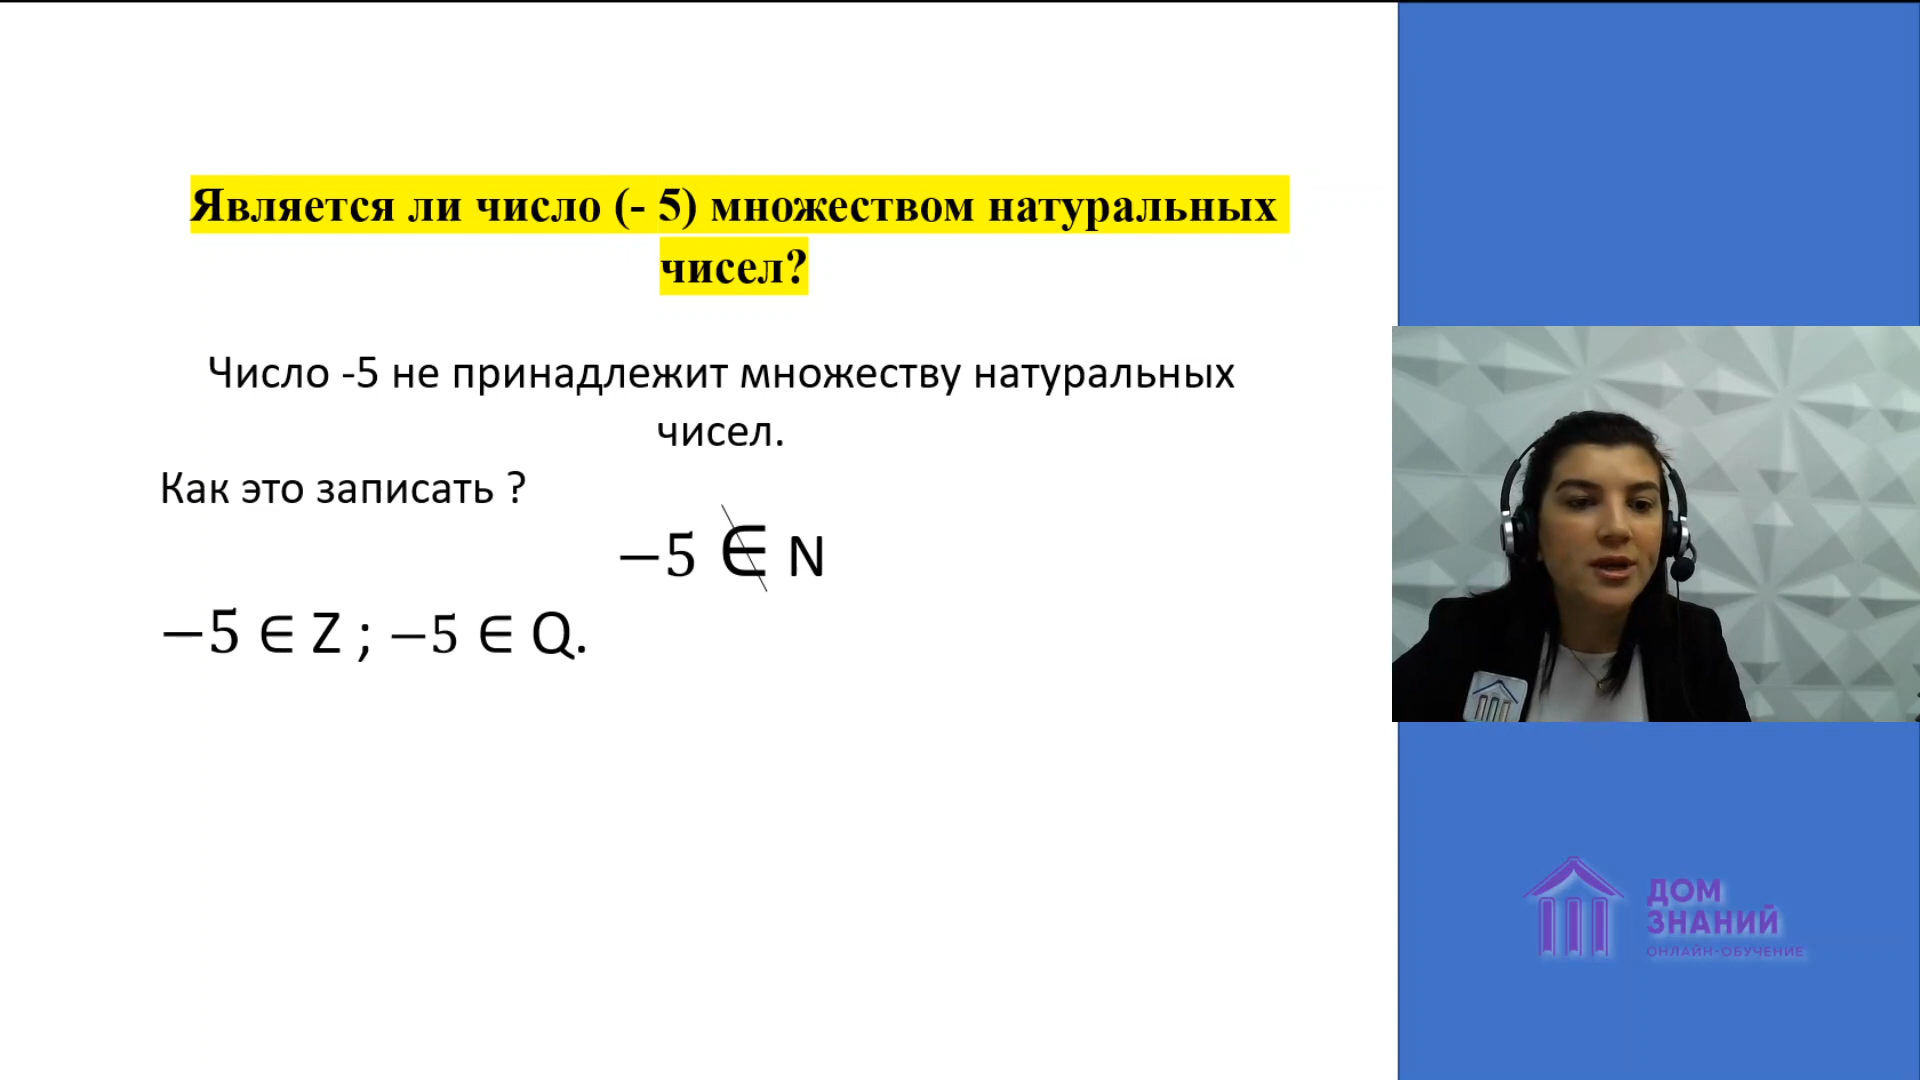 Является ли число (- 5) множеством натуральных
чисел?
Число -5 не принадлежит множеству натуральных
чисел.
Как это записать ?
−5 ∉ N
−5 ∈ Z ; −5 ∈ Q.
ДОМ
ЗНАНИЙ
ОНЛАЙН-ОБУЧЕНИЕ